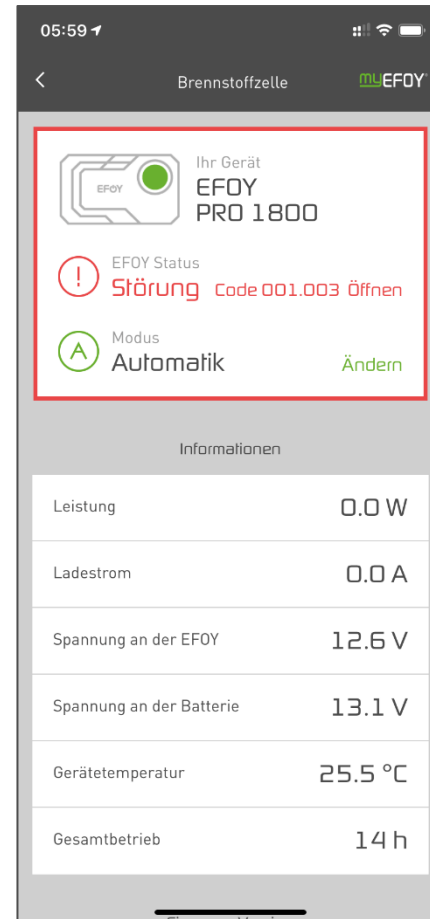 05:59
Brennstoffzelle
myEFOY
Ihr Gerät
EFOY
EFOY
PRO 1800
EFOY Status
! Störung Code 001.003 Öffnen
Modus
A Automatik Ändern
Informationen
Leistung 0.0 W
Ladestrom 0.0 A
Spannung an der EFOY 12.6 V
Spannung an der Batterie 13.1 V
Gerätetemperatur 25.5 °C
Gesamtbetrieb 14 h